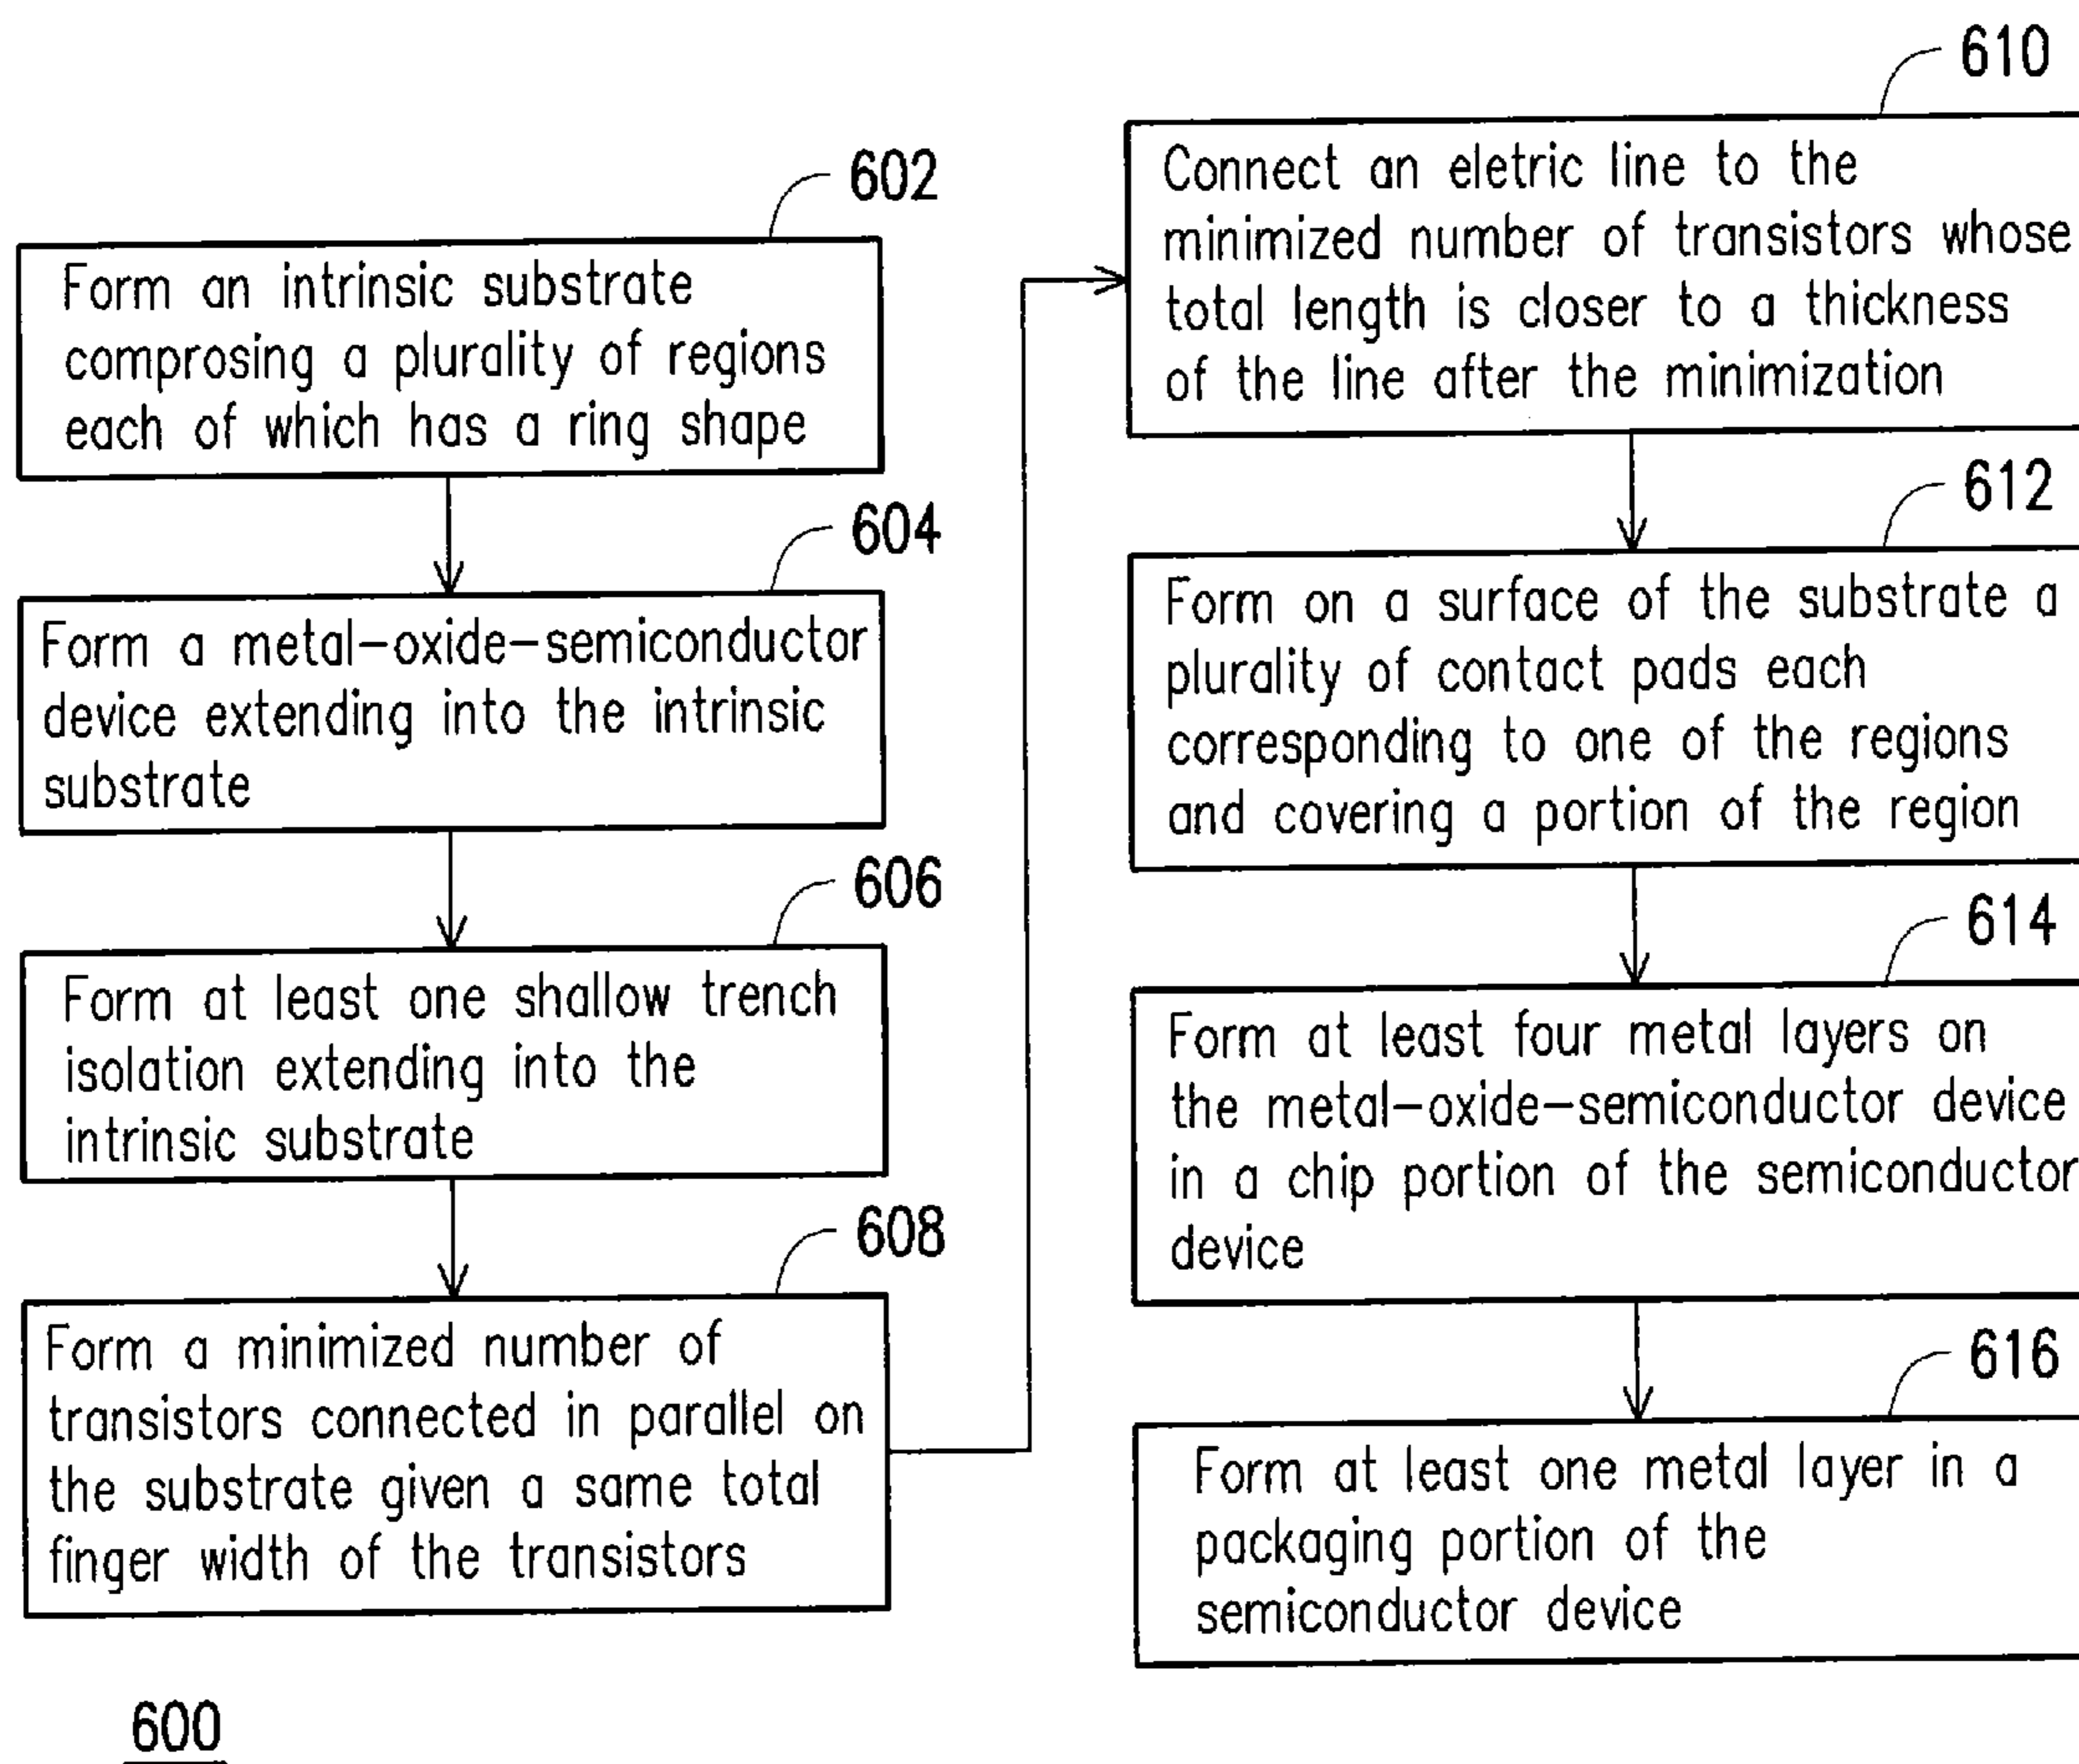 602
Form an intrinsic substrate
comprosing a plurality of regions
each of which has a ring shape
604
Form a metal-oxide-semiconductor
device extending into the intrinsic
substrate
606
Form at least one shallow trench
isolation extending into the
intrinsic substrate
608
Form a minimized number of
transistors connected in parallel on
the substrate given a same total
finger width of the transistors
610
Connect an eletric line to the
minimized number of transistors whose
total length is closer to a thickness
of the line after the minimization
612
Form on a surface of the substrate a
plurality of contact pads each
corresponding to one of the regions
and covering a portion of the region
614
Form at least four metal layers on
the metal-oxide-semiconductor device
in a chip portion of the semiconductor
device
616
Form at least one metal layer in a
packaging portion of the
semiconductor device
600